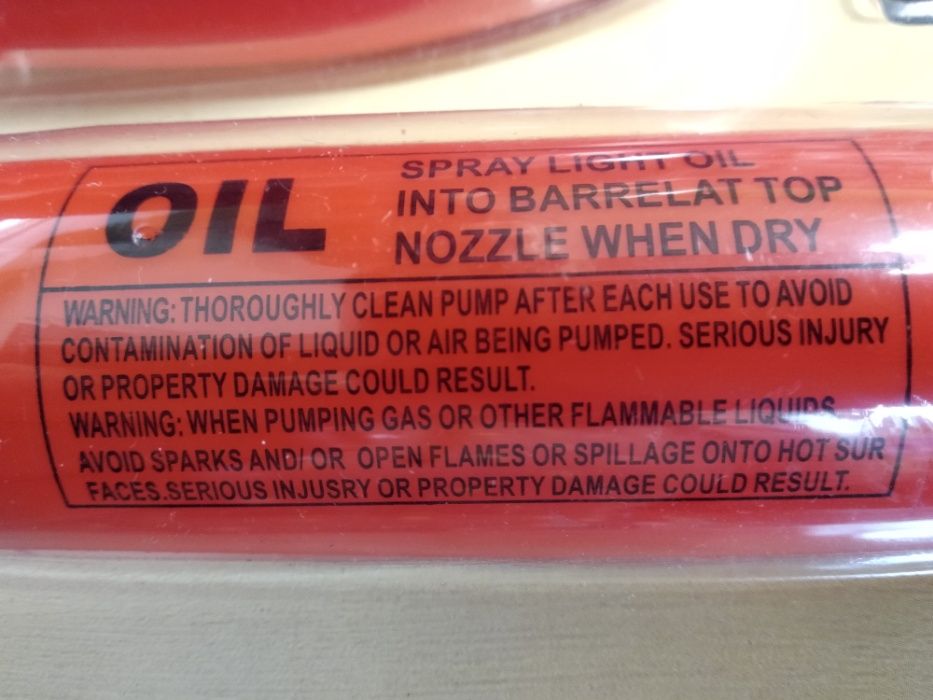 OIL
SPRAY LIGHT OIL
INTO BARRELAT TOP
NOZZLE WHEN DRY
WARNING: THOROUGHLY CLEAN PUMP AFTER EACH USE TO AVOID
CONTAMINATION OF LIQUID OR AIR BEING PUMPED. SERIOUS INJURY
OR PROPERTY DAMAGE COULD RESULT.
WARNING: WHEN PUMPING GAS OR OTHER FLAMMABLE LIQUIDS
AVOID SPARKS AND/OR OPEN FLAMES OR SPILLAGE ONTO HOT SUR
FACES.SERIOUS INJUSRY OR PROPERTY DAMAGE COULD RESULT.